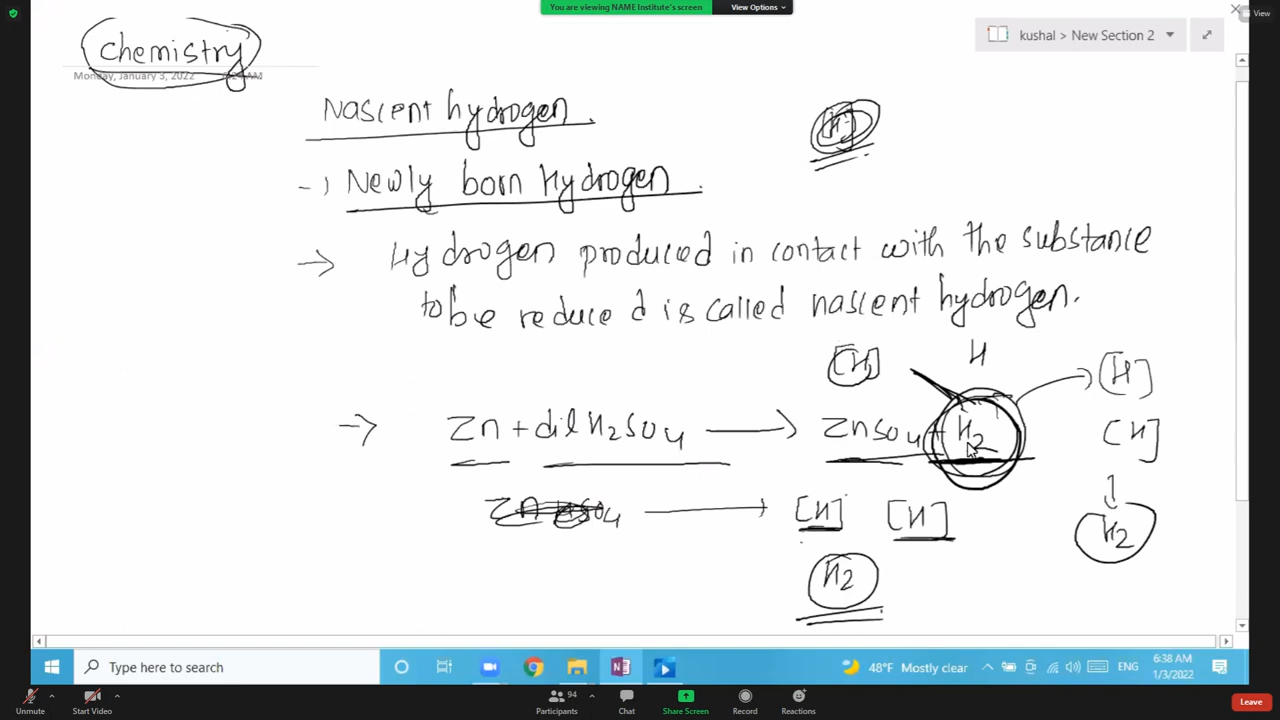 You are viewing NAME Institute's screen View Options
View
kushal > New Section 2
Chemistry
Monday, January 3, 2022
AM
Nascent hydrogen.
[H]
-) Newly born Hydrogen.
→ Hydrogen produced in contact with the substance
to be reduced is called nascent hydrogen.
[H] H [H]
→ Zn + dil H2SO4 → ZnSO4 + H2 [H]
→ [H] [H] H2
H2
Type here to search
48°F Mostly clear ENG 6:38 AM
1/3/2022
Unmute Start Video 94 Participants Chat Share Screen Record Reactions Leave